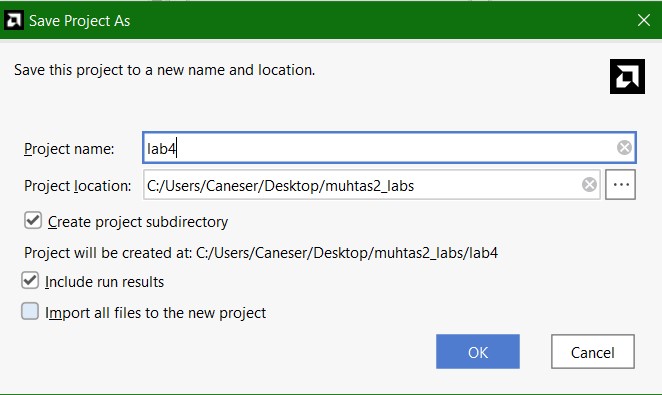 Save Project As
Save this project to a new name and location.
Project name: lab4
Project location: C:/Users/Caneser/Desktop/muhtas2_labs
Create project subdirectory
Project will be created at: C:/Users/Caneser/Desktop/muhtas2_labs/lab4
Include run results
Import all files to the new project
OK Cancel